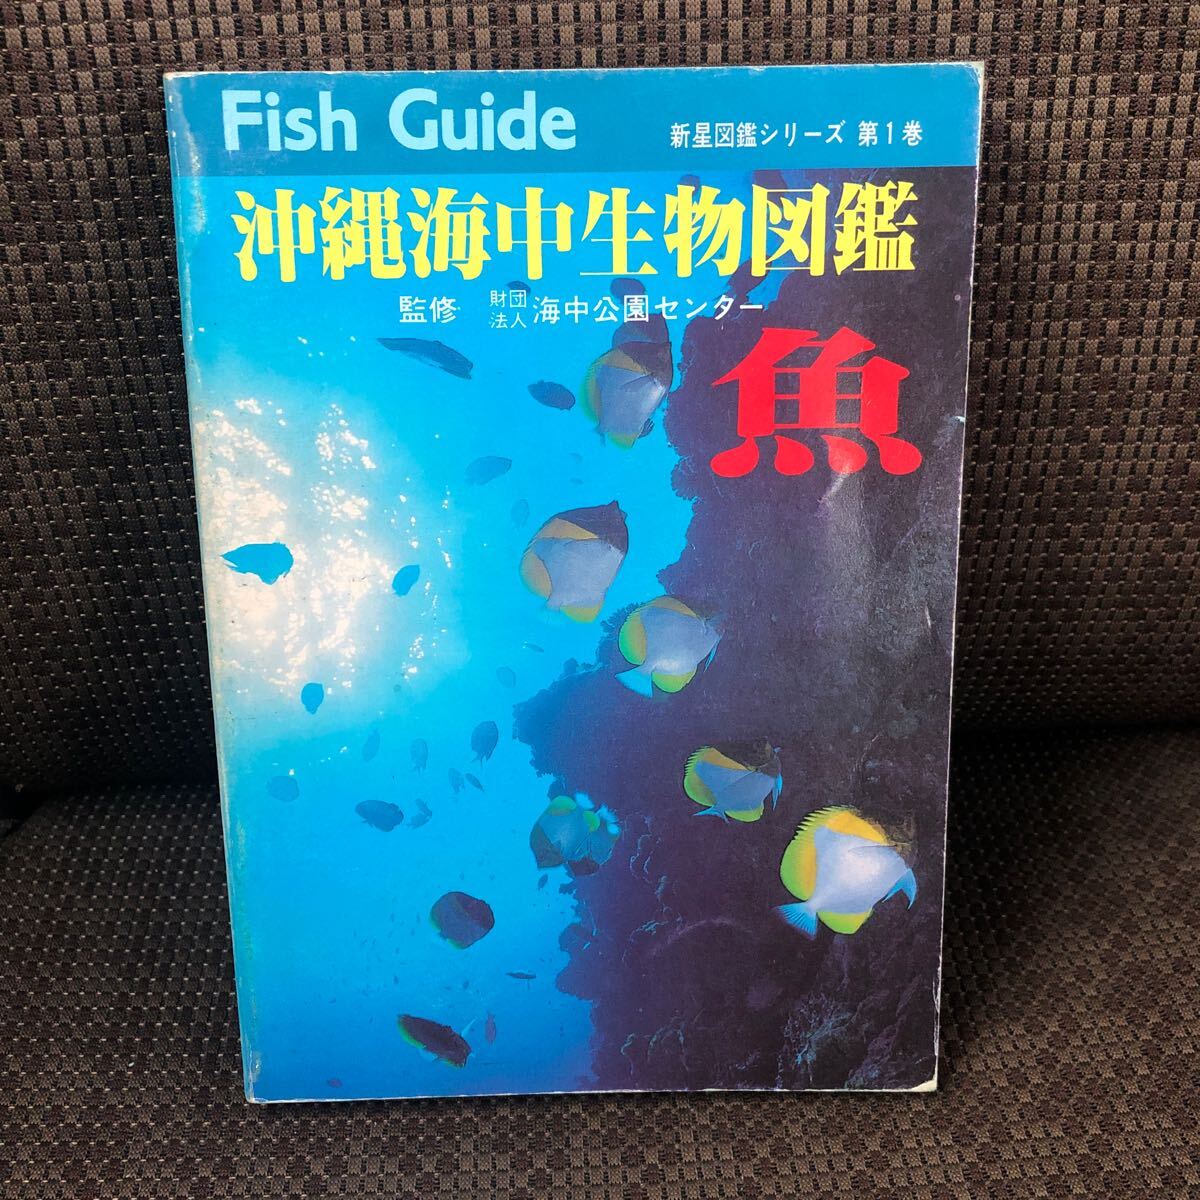 Fish Guide
新星図鑑シリーズ 第1巻
沖縄海中生物図鑑
監修 財団法人 海中公園センター
魚